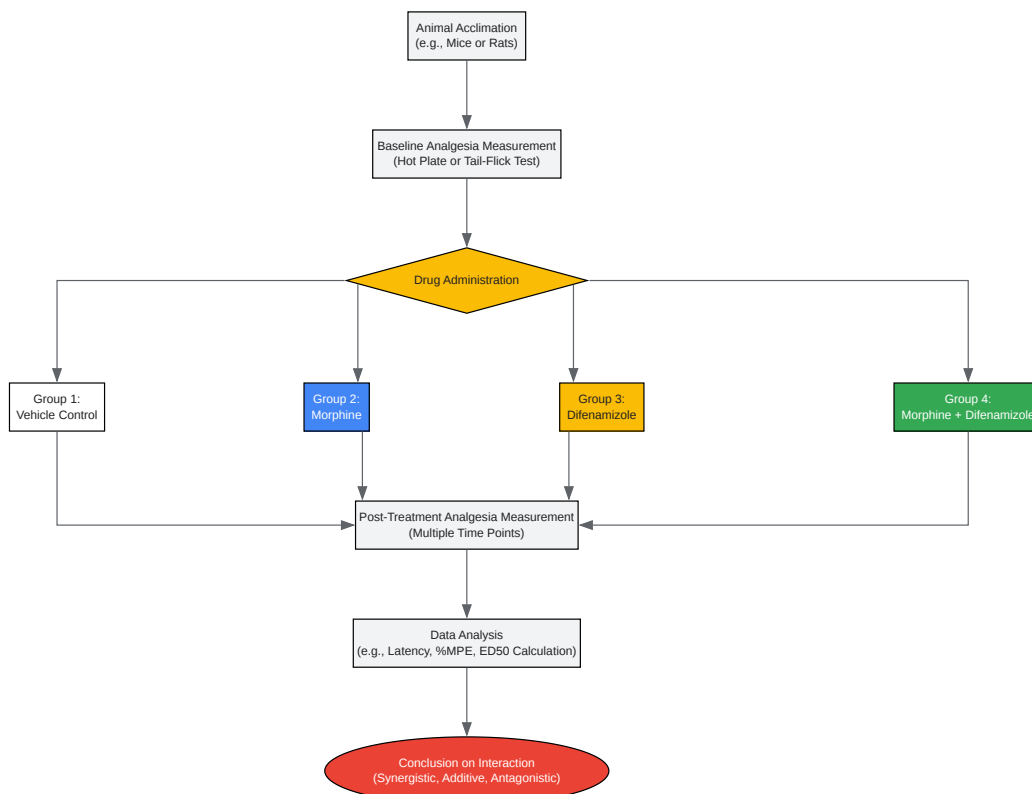 Animal Acclimation
(e.g., Mice or Rats)
Baseline Analgesia Measurement
(Hot Plate or Tail-Flick Test)
Drug Administration
Group 1:
Vehicle Control
Group 2:
Morphine
Group 3:
Difenamizole
Group 4:
Morphine + Difenamizole
Post-Treatment Analgesia Measurement
(Multiple Time Points)
Data Analysis
(e.g., Latency, %MPE, ED50 Calculation)
Conclusion on Interaction
(Synergistic, Additive, Antagonistic)